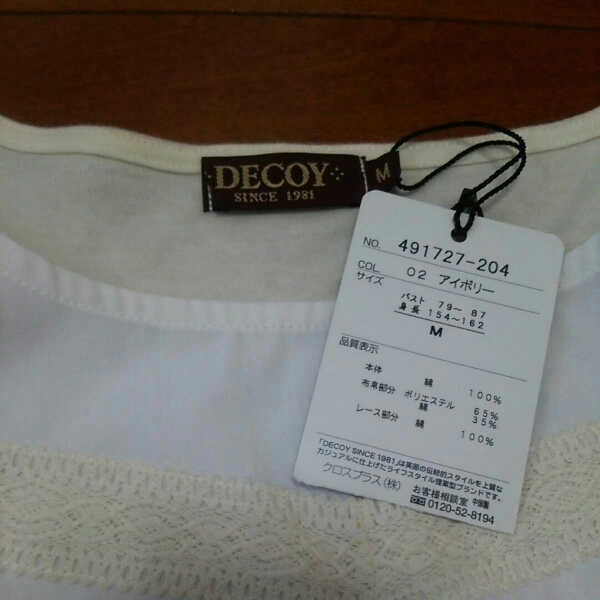 DECOY
SINCE 1981
M
NO. 491727-204
COL. 02 アイボリー
サイズ
バスト 79~ 87
身長 154~162
M
品質表示
本体 綿 100%
布帛部分 ポリエステル 65%
綿 35%
レース部分 綿 100%
「DECOY SINCE 1981」は英国の伝統的スタイルを上質な
カジュアルに仕上げたライフスタイル提案型ブランドです。
クロスプラス(株)
お客様相談室 中国製
0120-52-8194